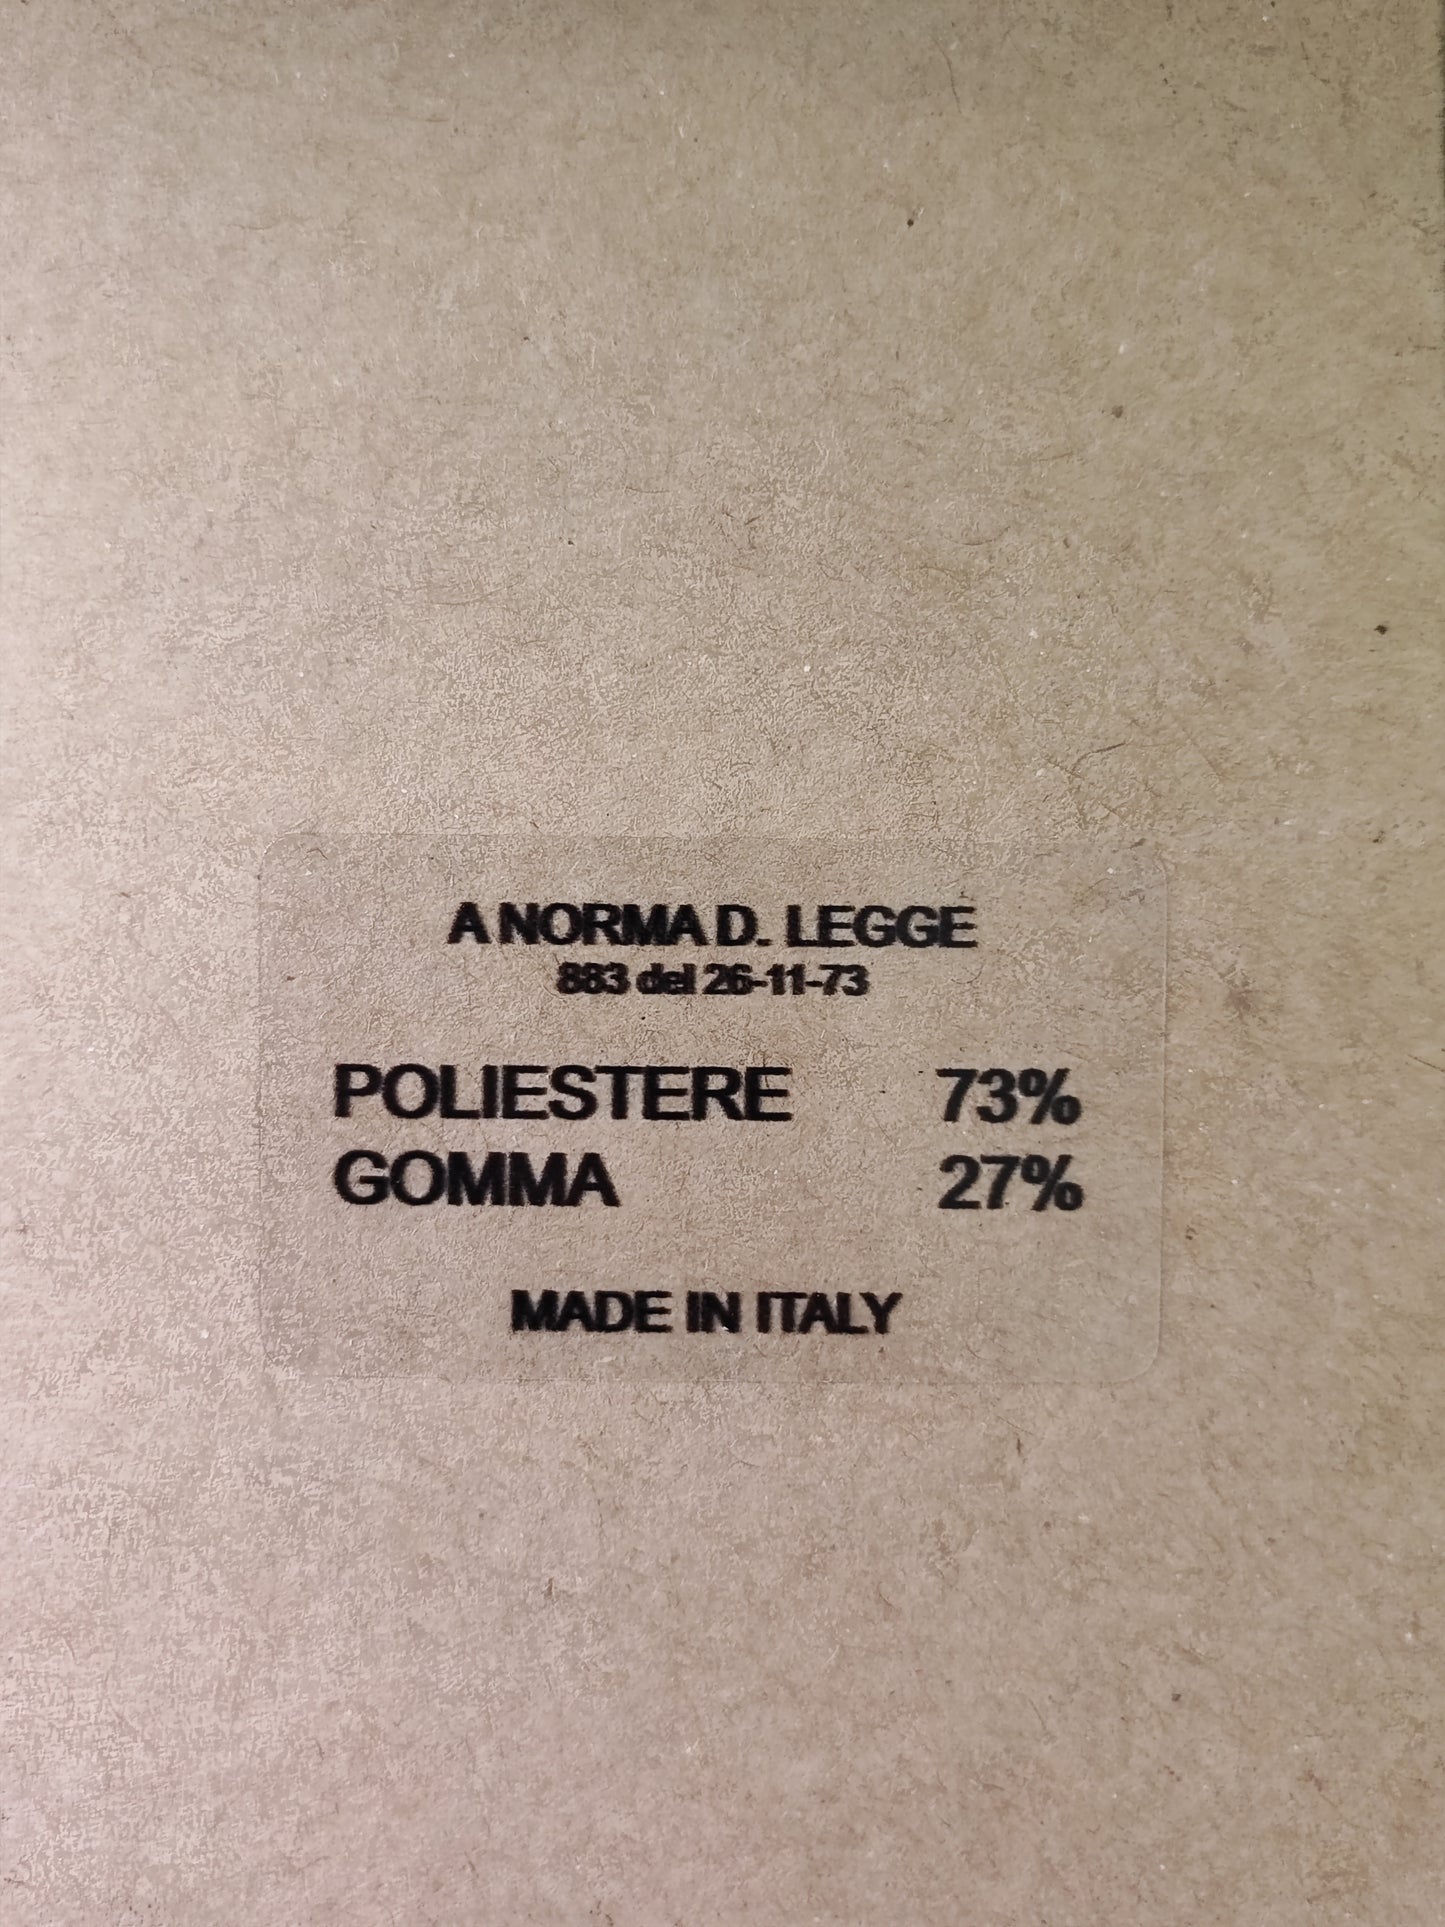 A NORMA D. LEGGE
883 del 26-11-73
POLIESTERE 73%
GOMMA 27%
MADE IN ITALY